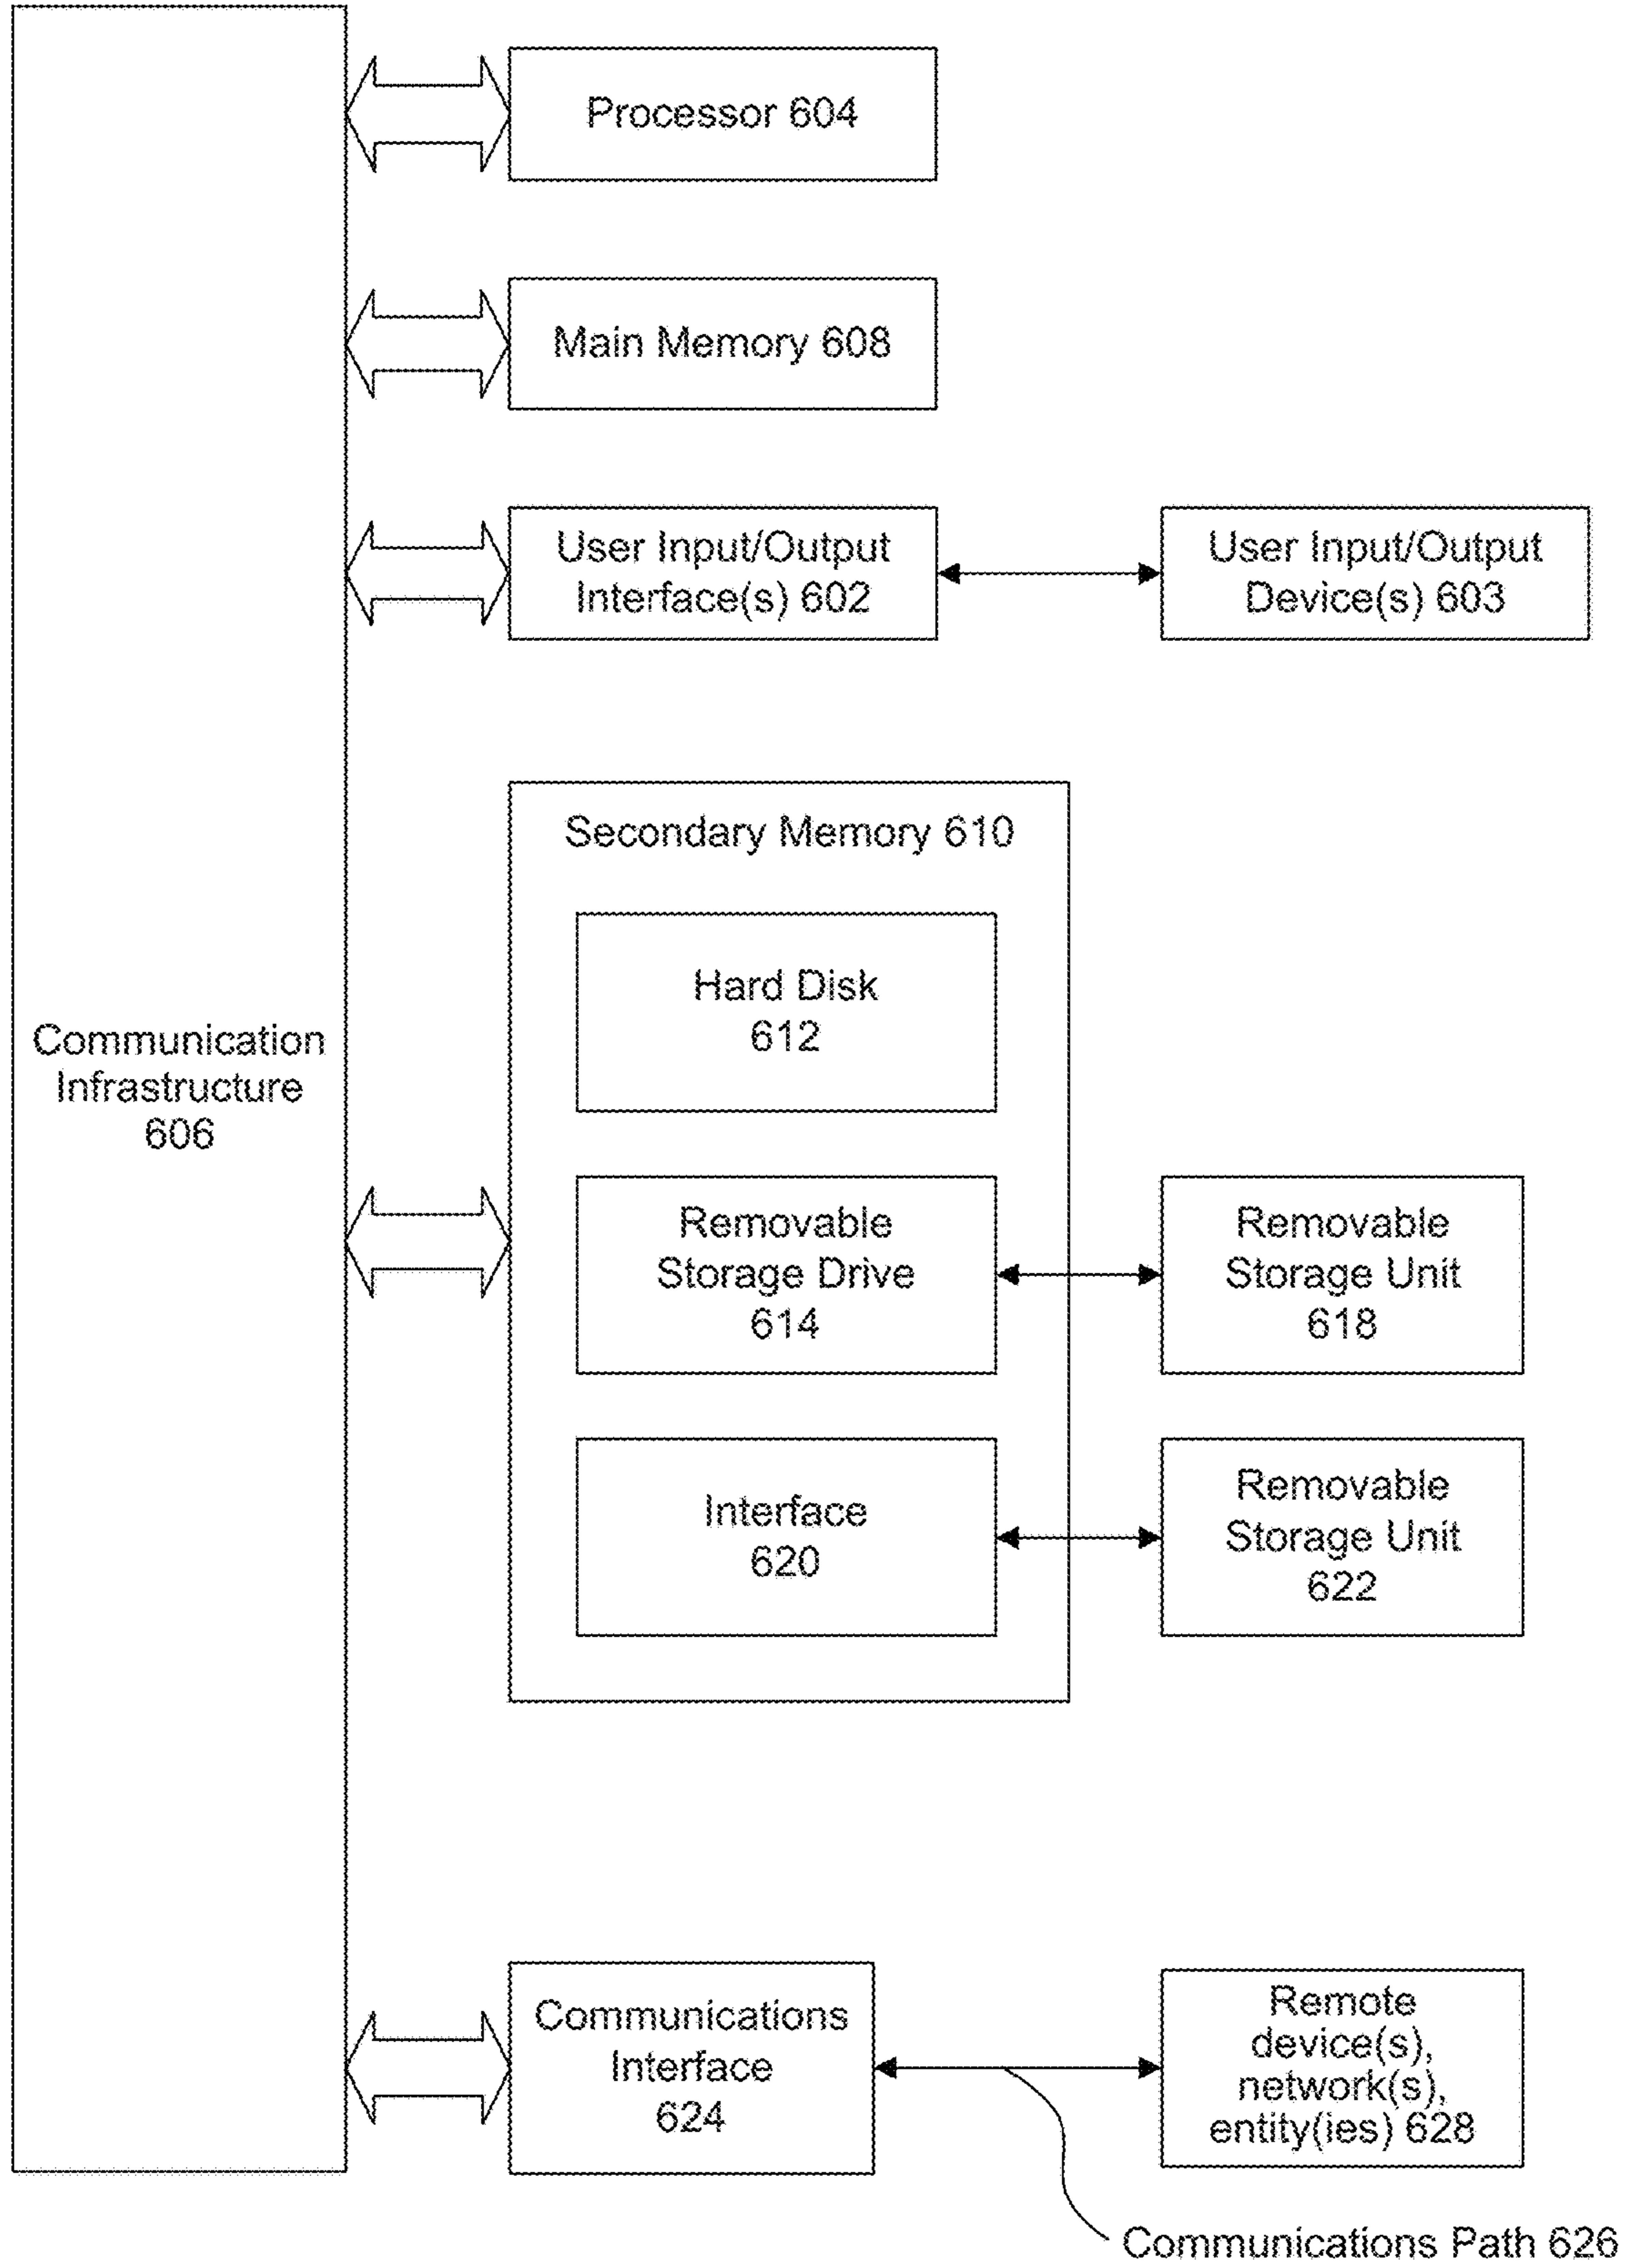 Processor 604
Main Memory 608
User Input/Output
Interface(s) 602
User Input/Output
Device(s) 603
Secondary Memory 610
Hard Disk
612
Communication
Infrastructure
606
Removable
Storage Drive
614
Removable
Storage Unit
618
Interface
620
Removable
Storage Unit
622
Communications
Interface
624
Remote
device(s),
network(s),
entity(ies) 628
Communications Path 626